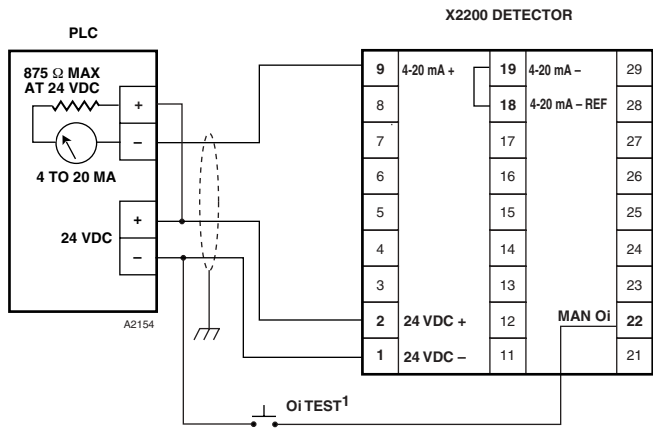 X2200 DETECTOR
PLC
875 Ω MAX
AT 24 VDC
+
–
4 TO 20 MA
+
24 VDC
–
A2154
9 4-20 mA + 19 4-20 mA – 29
8 18 4-20 mA – REF 28
7 17 27
6 16 26
5 15 25
4 14 24
3 13 23
2 24 VDC + 12 MAN Oi 22
1 24 VDC – 11 21
Oi TEST1